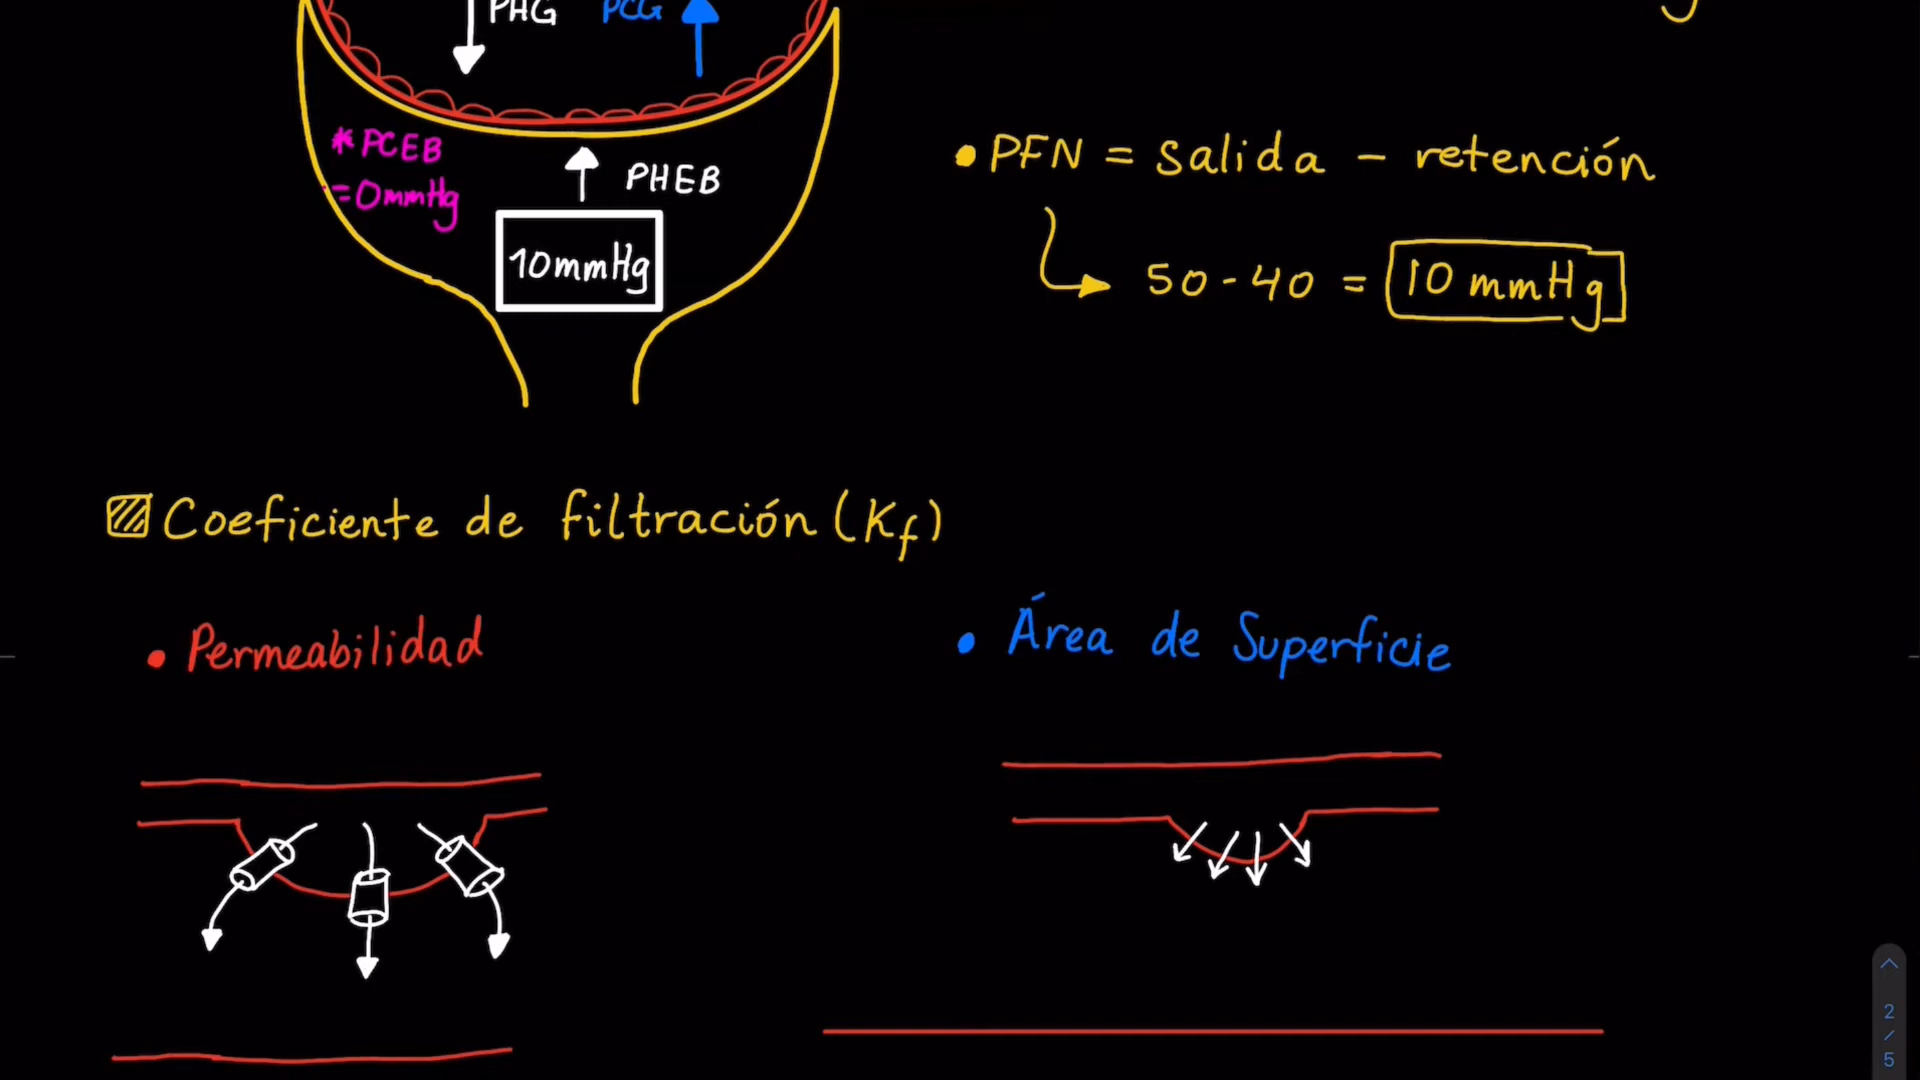 PHG PCG
* PCEB
= 0mmHg
PHEB
10mmHg
• PFN = Salida - retención
50 - 40 = 10 mmHg
Coeficiente de filtración (Kf)
• Permeabilidad
• Área de Superficie
2
/
5